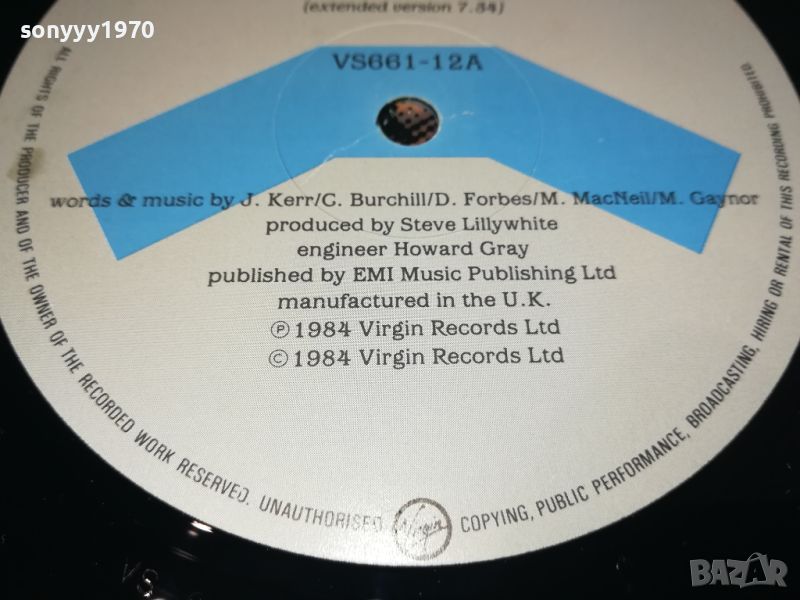 sonyyy1970
(extended version 7.34)
VS661-12A
words & music by J. Kerr/C. Burchill/D. Forbes/M. MacNeil/M. Gaynor
produced by Steve Lillywhite
engineer Howard Gray
published by EMI Music Publishing Ltd
manufactured in the U.K.
Ⓟ 1984 Virgin Records Ltd
© 1984 Virgin Records Ltd
ALL RIGHTS OF THE PRODUCER AND OF THE OWNER OF THE RECORDED WORK RESERVED. UNAUTHORISED COPYING, PUBLIC PERFORMANCE, BROADCASTING, HIRING OR RENTAL OF THIS RECORDING PROHIBITED.
Virgin
VS
BAZAR